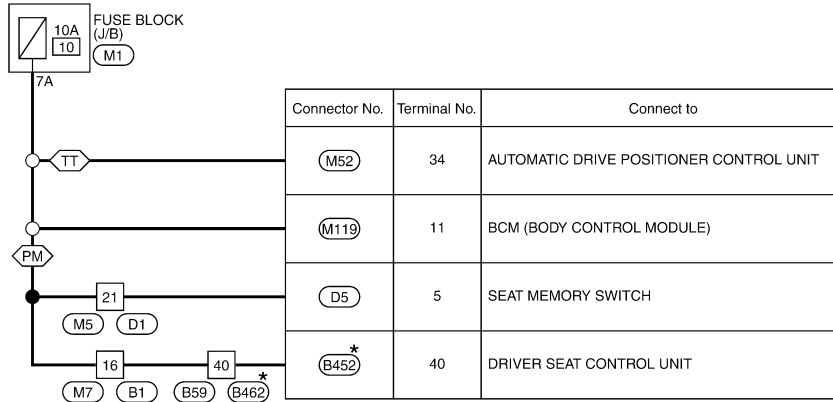 10A
10
FUSE BLOCK
(J/B)
M1
7A
Connector No. Terminal No. Connect to
TT M52 34 AUTOMATIC DRIVE POSITIONER CONTROL UNIT
M119 11 BCM (BODY CONTROL MODULE)
PM
21 D5 5 SEAT MEMORY SWITCH
M5 D1
16 40 B452* 40 DRIVER SEAT CONTROL UNIT
M7 B1 B59 B462*